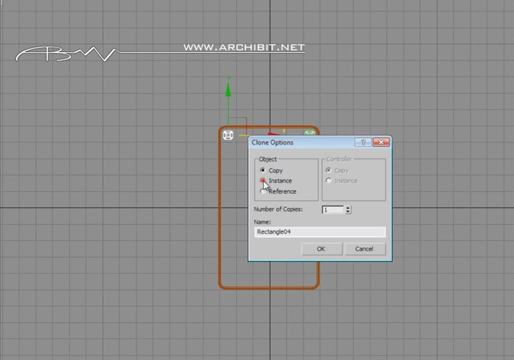 WWW.ARCHIBIT.NET
Clone Options
Object
Controller
Copy
Copy
Instance
Instance
Reference
Number of Copies:
1
Name:
Rectangle04
OK
Cancel